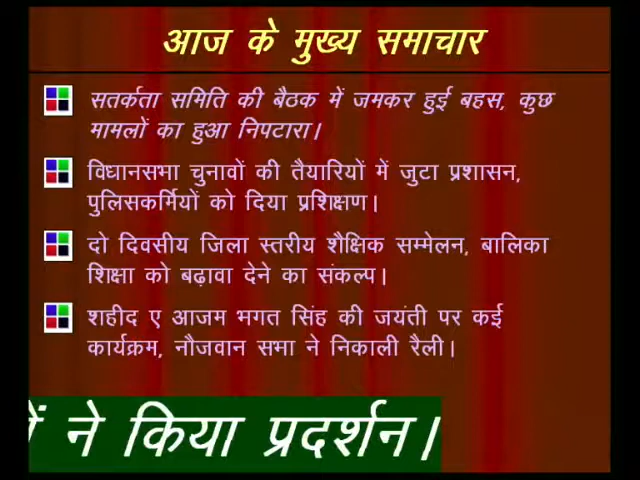 आज के मुख्य समाचार
सतर्कता समिति की बैठक में जमकर हुई बहस, कुछ
मामलों का हुआ निपटारा।
विधानसभा चुनावों की तैयारियों में जुटा प्रशासन,
पुलिसकर्मियों को दिया प्रशिक्षण।
दो दिवसीय जिला स्तरीय शैक्षिक सम्मेलन, बालिका
शिक्षा को बढ़ावा देने का संकल्प।
शहीद ए आजम भगत सिंह की जयंती पर कई
कार्यक्रम, नौजवान सभा ने निकाली रैली।
ने किया प्रदर्शन।